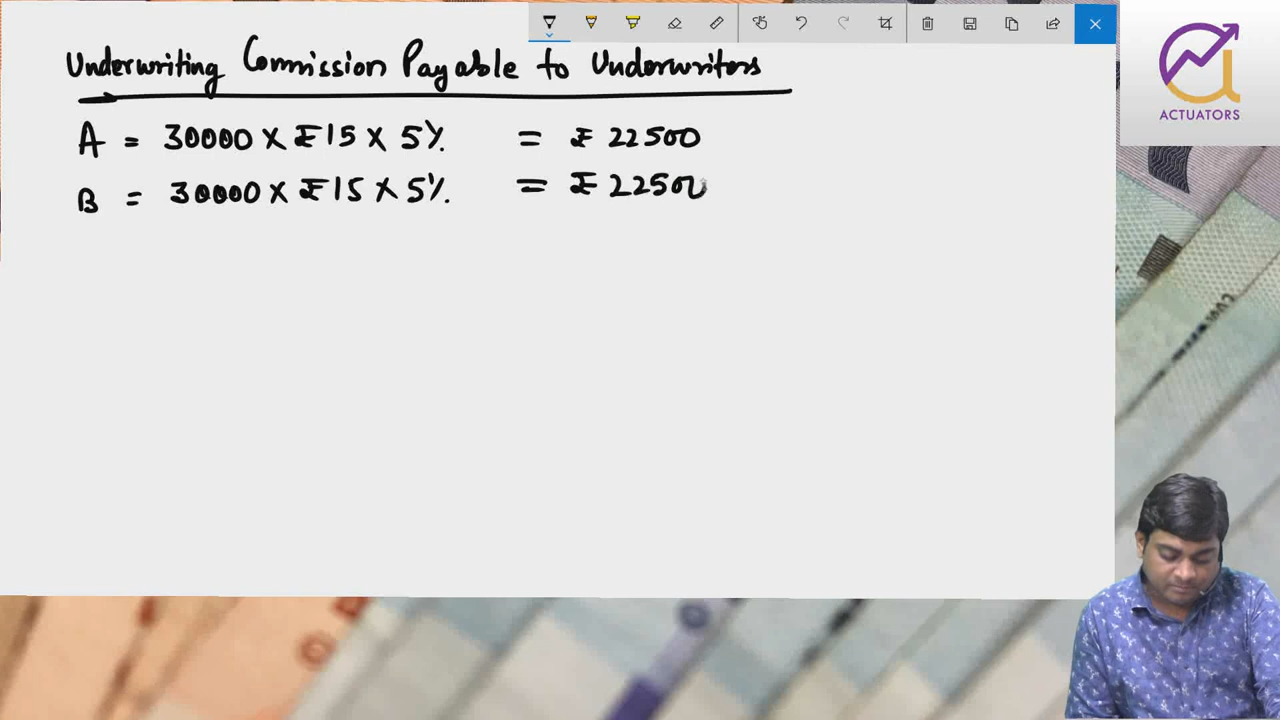 Underwriting Commission Payable to Underwriters
A = 30000 X ₹15 X 5% = ₹ 22500
B = 30000 X ₹15 X 5% = ₹ 22500
ACTUATORS